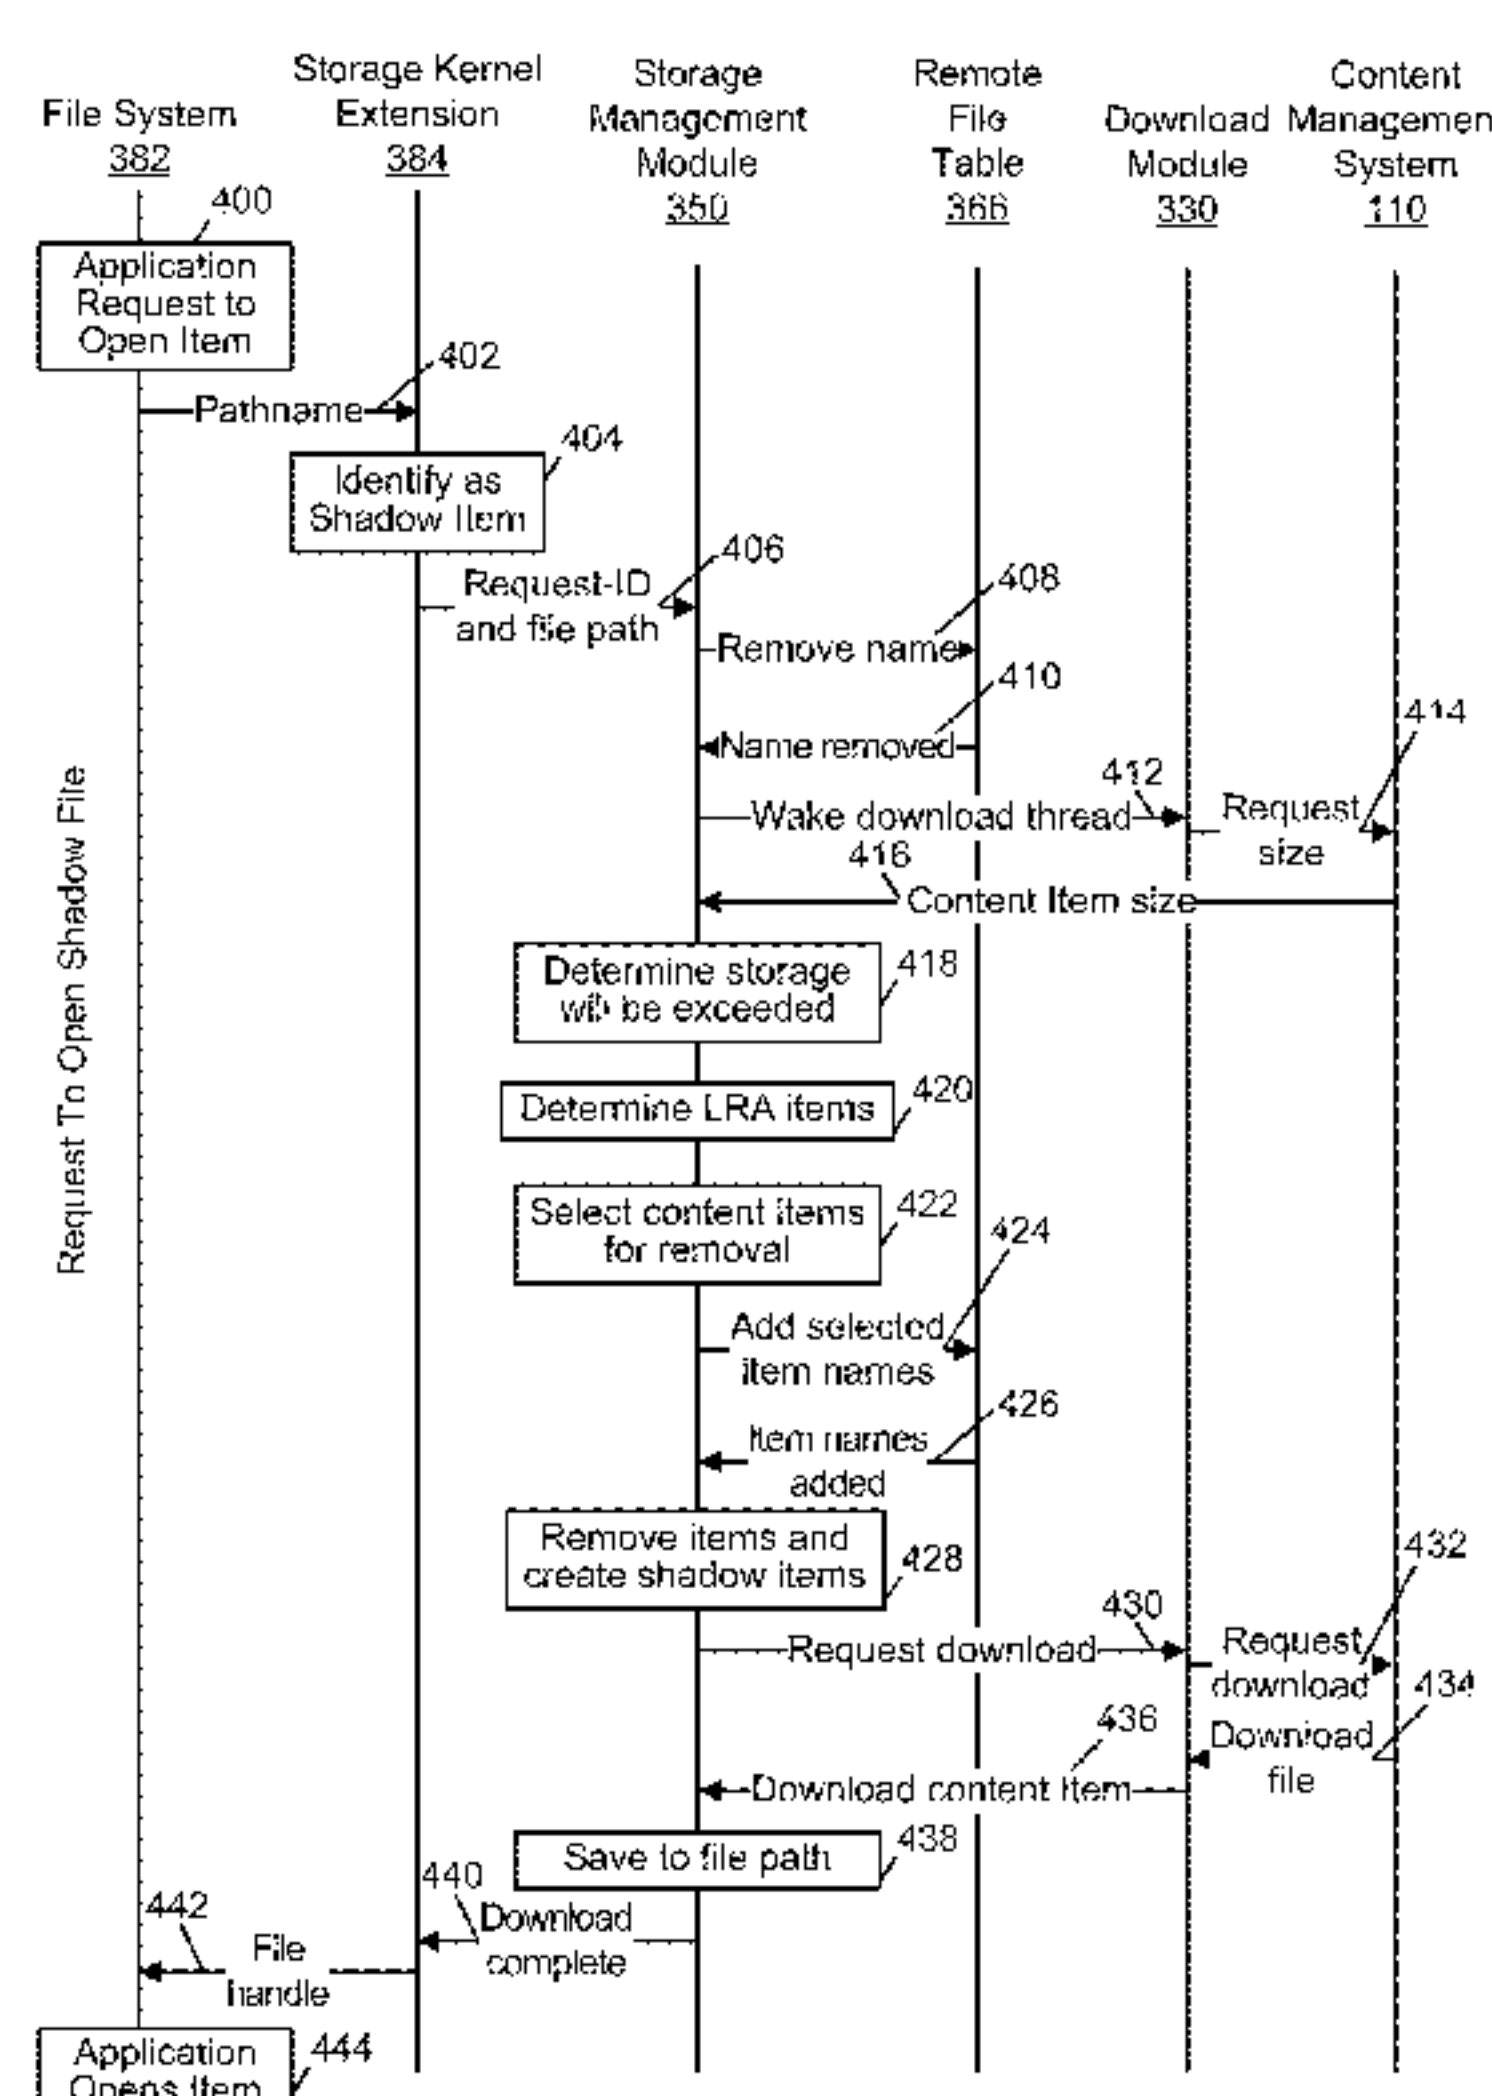 File System
382
Storage Kernel
Extension
384
Storage
Management
Module
350
Remote
File
Table
366
Download
Module
330
Content
Managemen
System
110
400
Application
Request to
Open Item
402
Pathname
404
Identify as
Shadow Item
406
Request-ID
and file path
408
Remove name
410
Name removed
412
Wake download thread
414
Request
size
416
Content Item size
418
Determine storage
will be exceeded
420
Determine LRA items
422
Select content items
for removal
424
Add selected
item names
426
Item names
added
428
Remove items and
create shadow items
430
Request download
432
Request
download
434
Download
file
436
Download content Item
438
Save to file path
440
Download
complete
442
File
handle
444
Application
Opens Item
Request To Open Shadow File